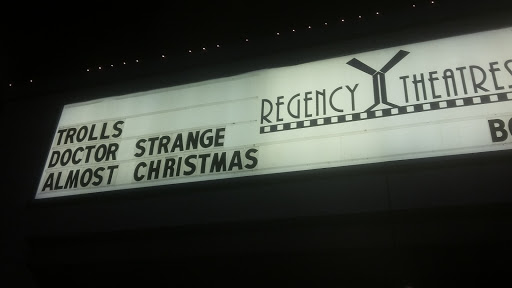 REGENCY THEATRES
TROLLS
DOCTOR STRANGE
ALMOST CHRISTMAS